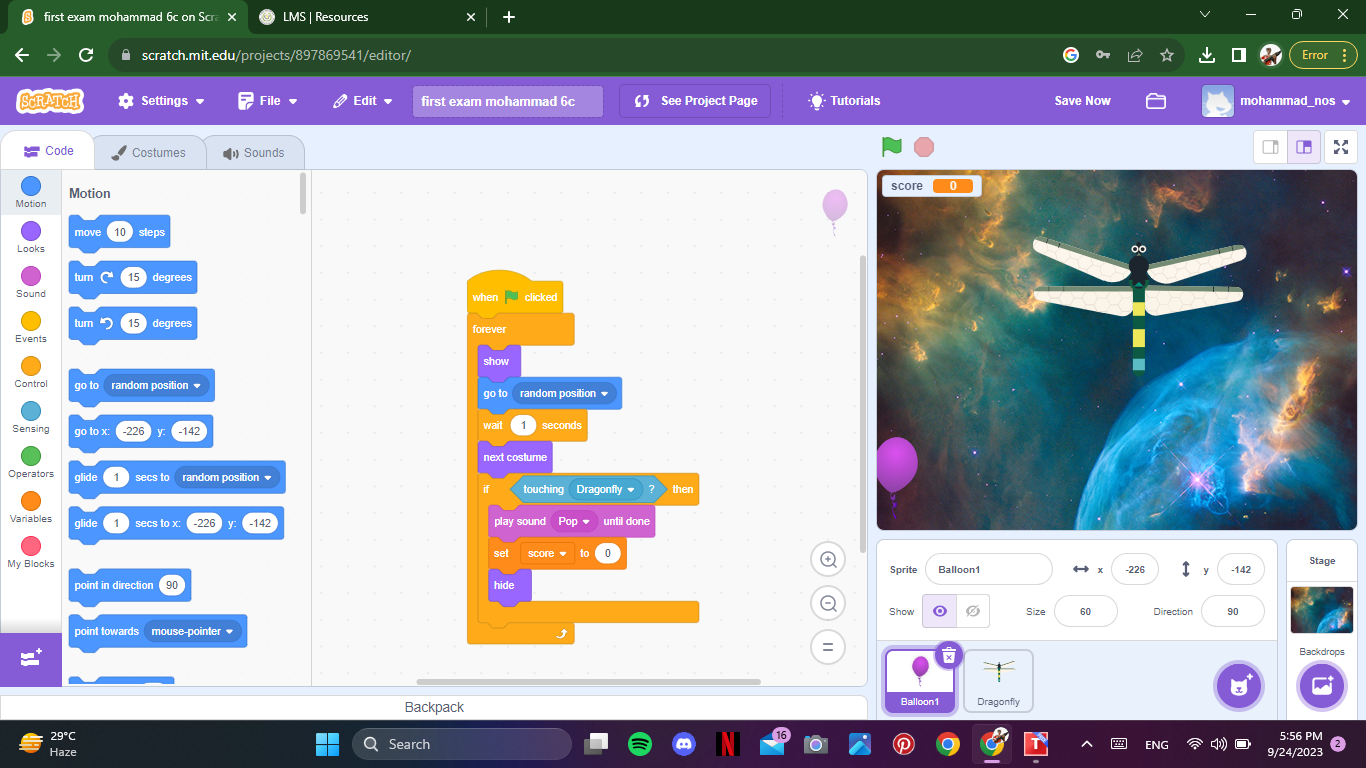 first exam mohammad 6c on Scra
LMS | Resources
scratch.mit.edu/projects/897869541/editor/
Error
SCRATCH
Settings
File
Edit
first exam mohammad 6c
See Project Page
Tutorials
Save Now
mohammad_nos
Code
Costumes
Sounds
Motion
Looks
Sound
Events
Control
Sensing
Operators
Variables
My Blocks
Motion
move 10 steps
turn 15 degrees
turn 15 degrees
go to random position
go to x: -226 y: -142
glide 1 secs to random position
glide 1 secs to x: -226 y: -142
point in direction 90
point towards mouse-pointer
when clicked
forever
show
go to random position
wait 1 seconds
next costume
if touching Dragonfly ? then
play sound Pop until done
set score to 0
hide
score 0
Sprite Balloon1 x -226 y -142
Show Size 60 Direction 90
Balloon1
Dragonfly
Stage
Backdrops
Backpack
29°C
Haze
Search
16
ENG
5:56 PM
9/24/2023
2